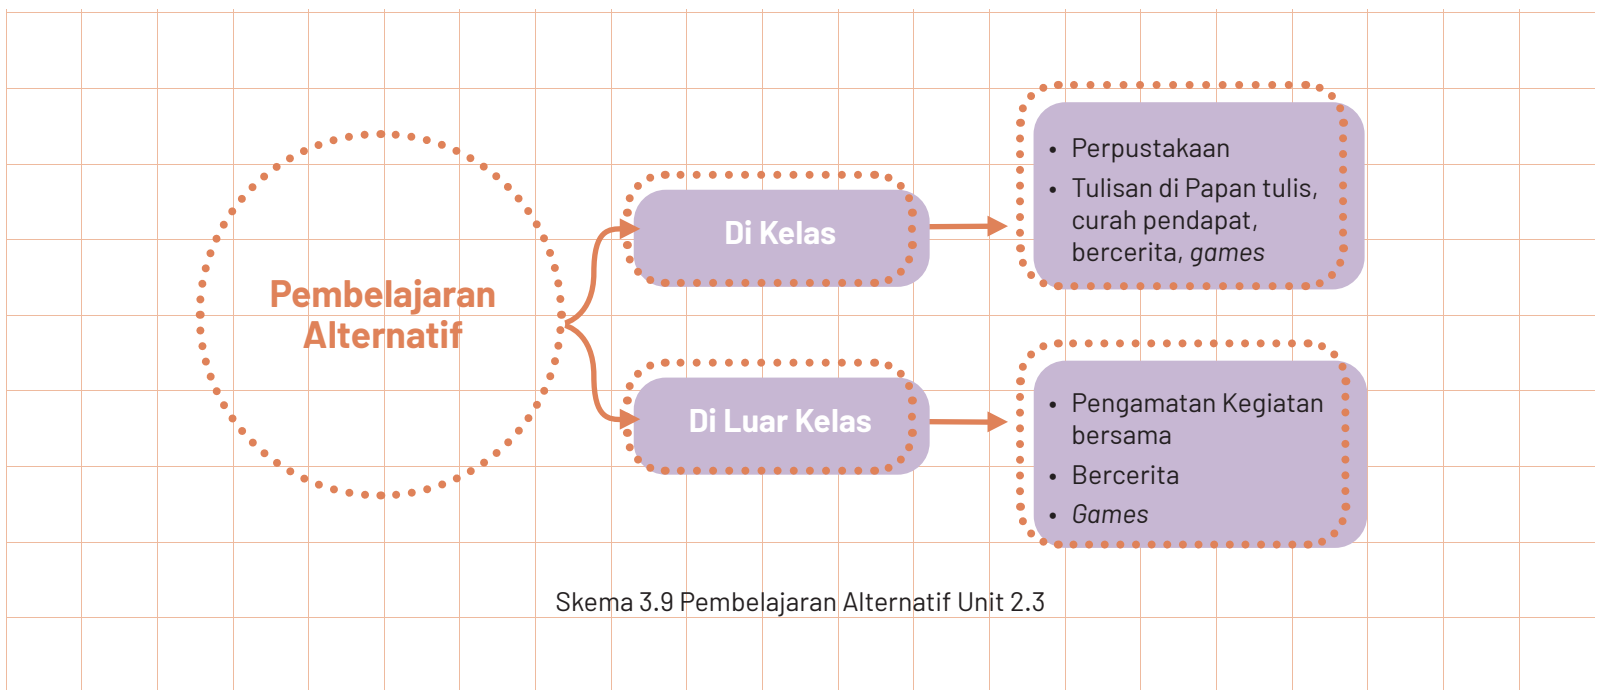 Pembelajaran
Alternatif
Di Kelas
• Perpustakaan
• Tulisan di Papan tulis,
curah pendapat,
bercerita, games
Di Luar Kelas
• Pengamatan Kegiatan
bersama
• Bercerita
• Games
Skema 3.9 Pembelajaran Alternatif Unit 2.3